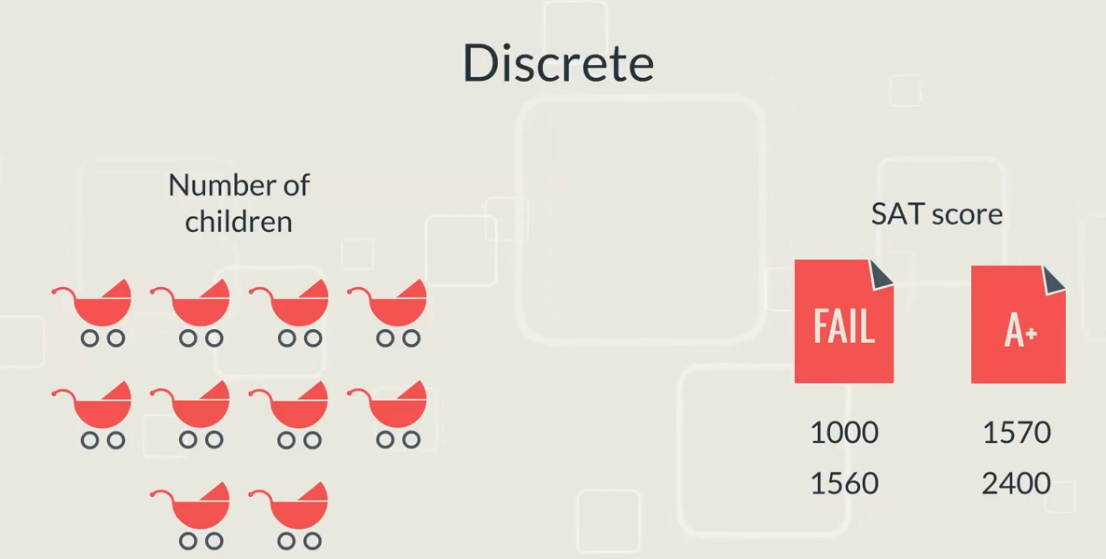 Discrete
Number of
children
SAT score
FAIL
A+
1000
1570
1560
2400